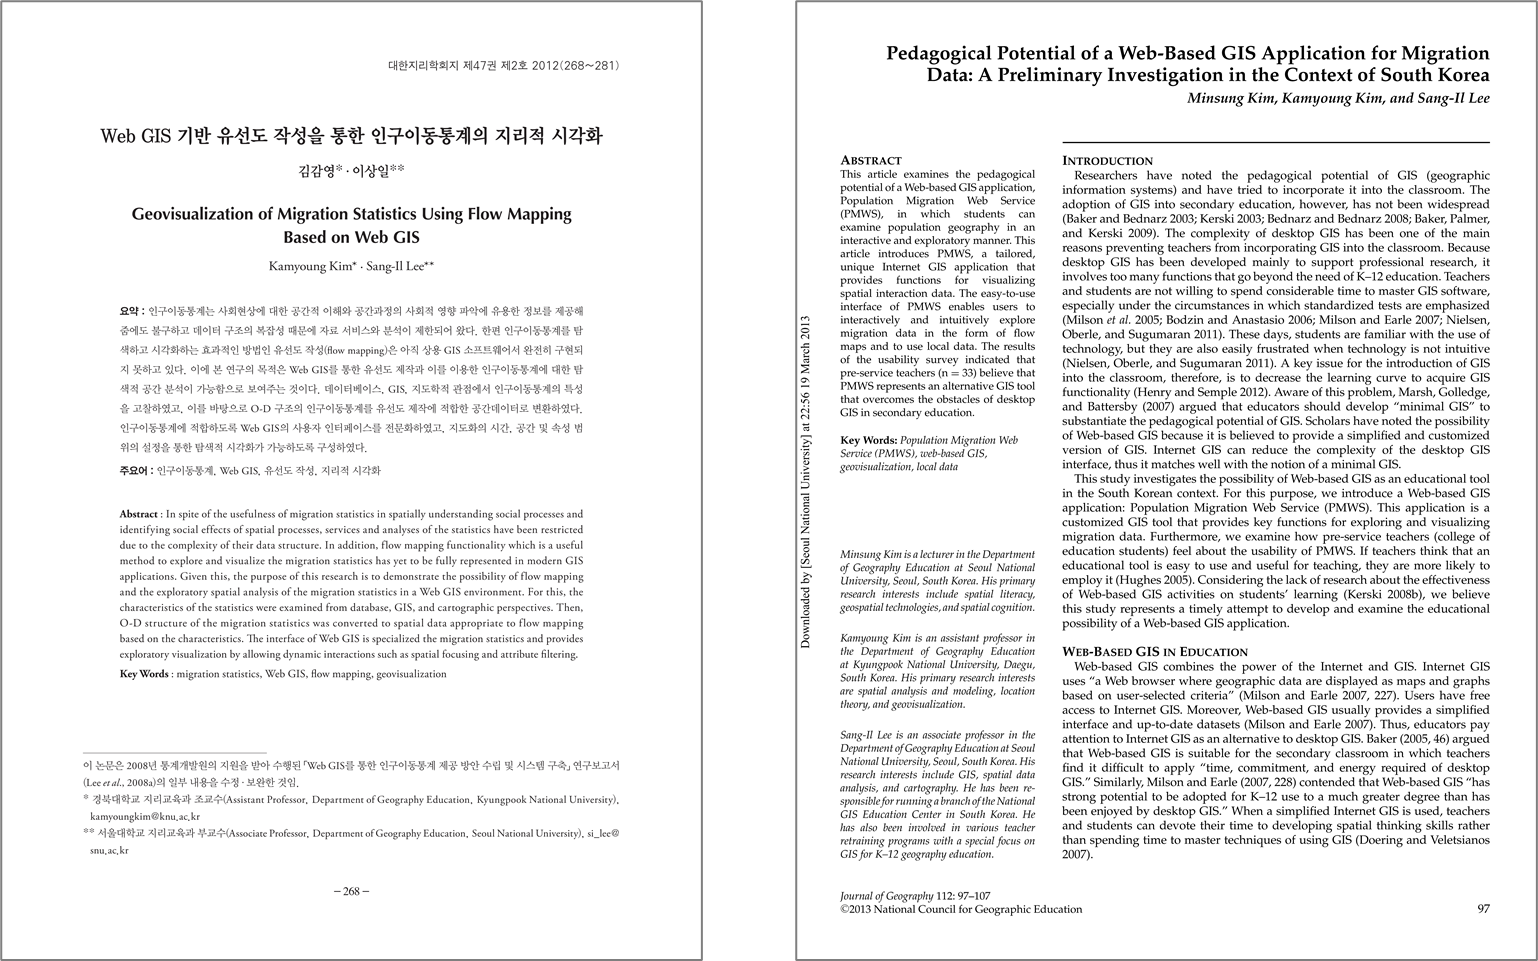 대한지리학회지 제47권 제2호 2012(268~281)
Web GIS 기반 유선도 작성을 통한 인구이동통계의 지리적 시각화
김감영*·이상일**
Geovisualization of Migration Statistics Using Flow Mapping
Based on Web GIS
Kamyoung Kim*· Sang-Il Lee**
요약 : 인구이동통계는 사회현상에 대한 공간적 이해와 공간과정의 사회적 영향 파악에 유용한 정보를 제공해
줌에도 불구하고 데이터 구조의 복잡성 때문에 자료 서비스와 분석이 제한되어 왔다. 한편 인구이동통계를 탐
색하고 시각화하는 효과적인 방법인 유선도 작성(flow mapping)은 아직 상용 GIS 소프트웨어서 완전히 구현되
지 못하고 있다. 이에 본 연구의 목적은 Web GIS를 통한 유선도 제작과 이를 이용한 인구이동통계에 대한 탐
색적 공간 분석이 가능함으로 보여주는 것이다. 데이터베이스, GIS, 지도학적 관점에서 인구이동통계의 특성
을 고찰하였고, 이를 바탕으로 O-D 구조의 인구이동통계를 유선도 제작에 적합한 공간데이터로 변환하였다.
인구이동통계에 적합하도록 Web GIS의 사용자 인터페이스를 전문화하였고, 지도화의 시간, 공간 및 속성 범
위의 설정을 통한 탐색적 시각화가 가능하도록 구성하였다.
주요어 : 인구이동통계, Web GIS, 유선도 작성, 지리적 시각화
Abstract : In spite of the usefulness of migration statistics in spatially understanding social processes and
identifying social effects of spatial processes, services and analyses of the statistics have been restricted
due to the complexity of their data structure. In addition, flow mapping functionality which is a useful
method to explore and visualize the migration statistics has yet to be fully represented in modern GIS
applications. Given this, the purpose of this research is to demonstrate the possibility of flow mapping
and the exploratory spatial analysis of the migration statistics in a Web GIS environment. For this, the
characteristics of the statistics were examined from database, GIS, and cartographic perspectives. Then,
O-D structure of the migration statistics was converted to spatial data appropriate to flow mapping
based on the characteristics. The interface of Web GIS is specialized the migration statistics and provides
exploratory visualization by allowing dynamic interactions such as spatial focusing and attribute filtering.
Key Words : migration statistics, Web GIS, flow mapping, geovisualization
이 논문은 2008년 통계개발원의 지원을 받아 수행된 「Web GIS를 통한 인구이동통계 제공 방안 수립 및 시스템 구축」 연구보고서
(Lee et al., 2008a)의 일부 내용을 수정·보완한 것임.
* 경북대학교 지리교육과 조교수(Assistant Professor, Department of Geography Education, Kyungpook National University),
kamyoungkim@knu.ac.kr
** 서울대학교 지리교육과 부교수(Associate Professor, Department of Geography Education, Seoul National University), si_lee@
snu.ac.kr
– 268 –
Pedagogical Potential of a Web-Based GIS Application for Migration
Data: A Preliminary Investigation in the Context of South Korea
Minsung Kim, Kamyoung Kim, and Sang-Il Lee
Downloaded by [Seoul National University] at 22:56 19 March 2013
ABSTRACT
This article examines the pedagogical
potential of a Web-based GIS application,
Population Migration Web Service
(PMWS), in which students can
examine population geography in an
interactive and exploratory manner. This
article introduces PMWS, a tailored,
unique Internet GIS application that
provides functions for visualizing
spatial interaction data. The easy-to-use
interface of PMWS enables users to
interactively and intuitively explore
migration data in the form of flow
maps and to use local data. The results
of the usability survey indicated that
pre-service teachers (n = 33) believe that
PMWS represents an alternative GIS tool
that overcomes the obstacles of desktop
GIS in secondary education.
Key Words: Population Migration Web
Service (PMWS), web-based GIS,
geovisualization, local data
Minsung Kim is a lecturer in the Department
of Geography Education at Seoul National
University, Seoul, South Korea. His primary
research interests include spatial literacy,
geospatial technologies, and spatial cognition.
Kamyoung Kim is an assistant professor in
the Department of Geography Education
at Kyungpook National University, Daegu,
South Korea. His primary research interests
are spatial analysis and modeling, location
theory, and geovisualization.
Sang-Il Lee is an associate professor in the
Department of Geography Education at Seoul
National University, Seoul, South Korea. His
research interests include GIS, spatial data
analysis, and cartography. He has been re-
sponsible for running a branch of the National
GIS Education Center in South Korea. He
has also been involved in various teacher
retraining programs with a special focus on
GIS for K–12 geography education.
INTRODUCTION
Researchers have noted the pedagogical potential of GIS (geographic
information systems) and have tried to incorporate it into the classroom. The
adoption of GIS into secondary education, however, has not been widespread
(Baker and Bednarz 2003; Kerski 2003; Bednarz and Bednarz 2008; Baker, Palmer,
and Kerski 2009). The complexity of desktop GIS has been one of the main
reasons preventing teachers from incorporating GIS into the classroom. Because
desktop GIS has been developed mainly to support professional research, it
involves too many functions that go beyond the need of K–12 education. Teachers
and students are not willing to spend considerable time to master GIS software,
especially under the circumstances in which standardized tests are emphasized
(Milson et al. 2005; Bodzin and Anastasio 2006; Milson and Earle 2007; Nielsen,
Oberle, and Sugumaran 2011). These days, students are familiar with the use of
technology, but they are also easily frustrated when technology is not intuitive
(Nielsen, Oberle, and Sugumaran 2011). A key issue for the introduction of GIS
into the classroom, therefore, is to decrease the learning curve to acquire GIS
functionality (Henry and Semple 2012). Aware of this problem, Marsh, Golledge,
and Battersby (2007) argued that educators should develop “minimal GIS” to
substantiate the pedagogical potential of GIS. Scholars have noted the possibility
of Web-based GIS because it is believed to provide a simplified and customized
version of GIS. Internet GIS can reduce the complexity of the desktop GIS
interface, thus it matches well with the notion of a minimal GIS.
This study investigates the possibility of Web-based GIS as an educational tool
in the South Korean context. For this purpose, we introduce a Web-based GIS
application: Population Migration Web Service (PMWS). This application is a
customized GIS tool that provides key functions for exploring and visualizing
migration data. Furthermore, we examine how pre-service teachers (college of
education students) feel about the usability of PMWS. If teachers think that an
educational tool is easy to use and useful for teaching, they are more likely to
employ it (Hughes 2005). Considering the lack of research about the effectiveness
of Web-based GIS activities on students’ learning (Kerski 2008b), we believe
this study represents a timely attempt to develop and examine the educational
possibility of a Web-based GIS application.
WEB-BASED GIS IN EDUCATION
Web-based GIS combines the power of the Internet and GIS. Internet GIS
uses “a Web browser where geographic data are displayed as maps and graphs
based on user-selected criteria” (Milson and Earle 2007, 227). Users have free
access to Internet GIS. Moreover, Web-based GIS usually provides a simplified
interface and up-to-date datasets (Milson and Earle 2007). Thus, educators pay
attention to Internet GIS as an alternative to desktop GIS. Baker (2005, 46) argued
that Web-based GIS is suitable for the secondary classroom in which teachers
find it difficult to apply “time, commitment, and energy required of desktop
GIS.” Similarly, Milson and Earle (2007, 228) contended that Web-based GIS “has
strong potential to be adopted for K–12 use to a much greater degree than has
been enjoyed by desktop GIS.” When a simplified Internet GIS is used, teachers
and students can devote their time to developing spatial thinking skills rather
than spending time to master techniques of using GIS (Doering and Veletsianos
2007).
Journal of Geography 112: 97–107
©2013 National Council for Geographic Education
97